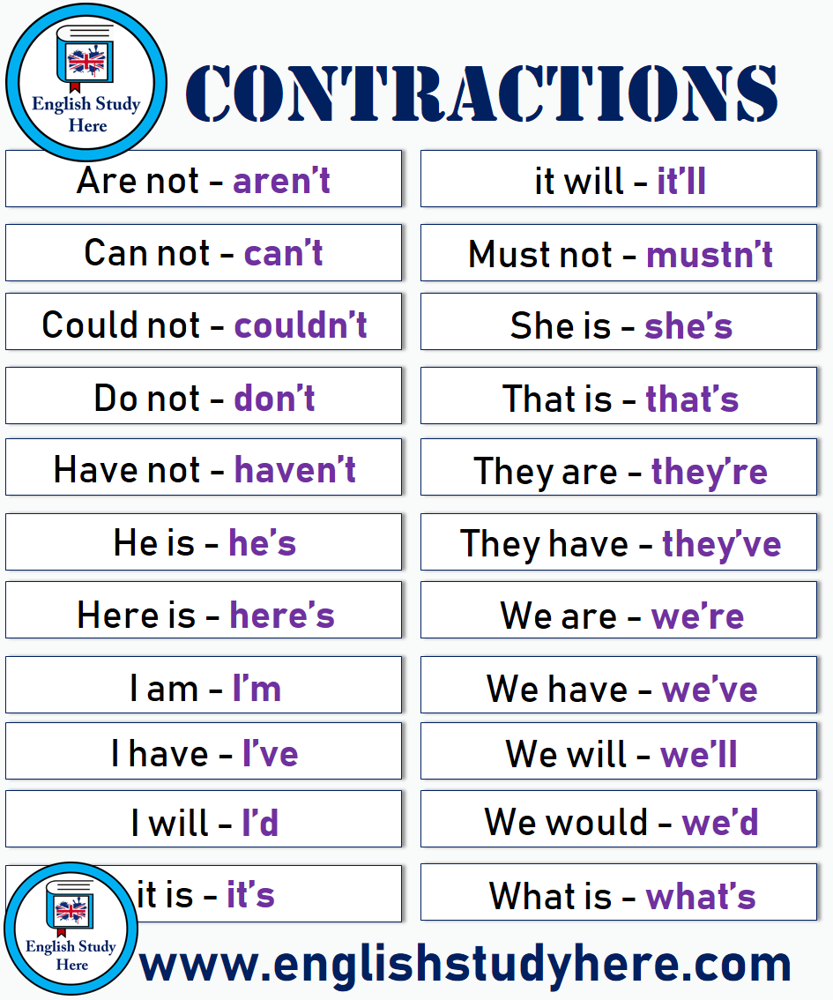 English Study
Here
CONTRACTIONS
Are not - aren’t
Can not - can’t
Could not - couldn’t
Do not - don’t
Have not - haven’t
He is - he’s
Here is - here’s
I am - I’m
I have - I’ve
I will - I’d
it is - it’s
it will - it’ll
Must not - mustn’t
She is - she’s
That is - that’s
They are - they’re
They have - they’ve
We are - we’re
We have - we’ve
We will - we’ll
We would - we’d
What is - what’s
English Study
Here
www.englishstudyhere.com